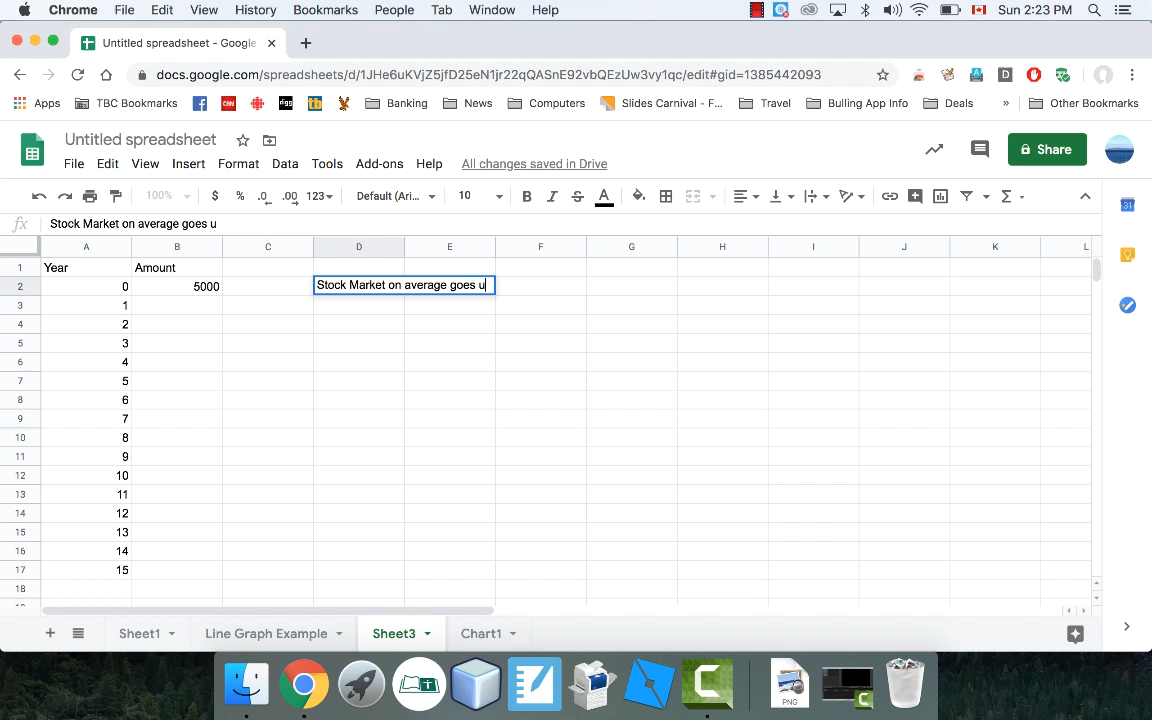 Chrome File Edit View History Bookmarks People Tab Window Help Sun 2:23 PM
Untitled spreadsheet - Google
docs.google.com/spreadsheets/d/1JHe6uKVjZ5jfD25eN1jr22qQASnE92vbQEzUw3vy1qc/edit#gid=1385442093
Apps TBC Bookmarks CNN digg tb Banking News Computers Slides Carnival - F... Travel Bulling App Info Deals » Other Bookmarks
Untitled spreadsheet
File Edit View Insert Format Data Tools Add-ons Help All changes saved in Drive
Share
100% $ % .0 .00 123 Default (Ari... 10 B I S A
fx Stock Market on average goes u
A B C D E F G H I J K L
1 Year Amount
2 0 5000 Stock Market on average goes u
3 1
4 2
5 3
6 4
7 5
8 6
9 7
10 8
11 9
12 10
13 11
14 12
15 13
16 14
17 15
18
Sheet1 Line Graph Example Sheet3 Chart1
PNG